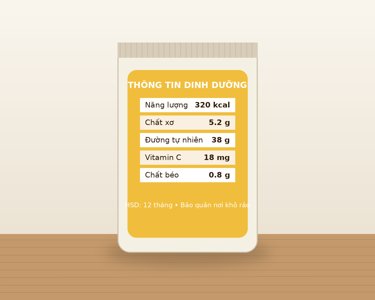 THÔNG TIN DINH DƯỠNG
Năng lượng 320 kcal
Chất xơ 5.2 g
Đường tự nhiên 38 g
Vitamin C 18 mg
Chất béo 0.8 g
HSD: 12 tháng • Bảo quản nơi khô ráo